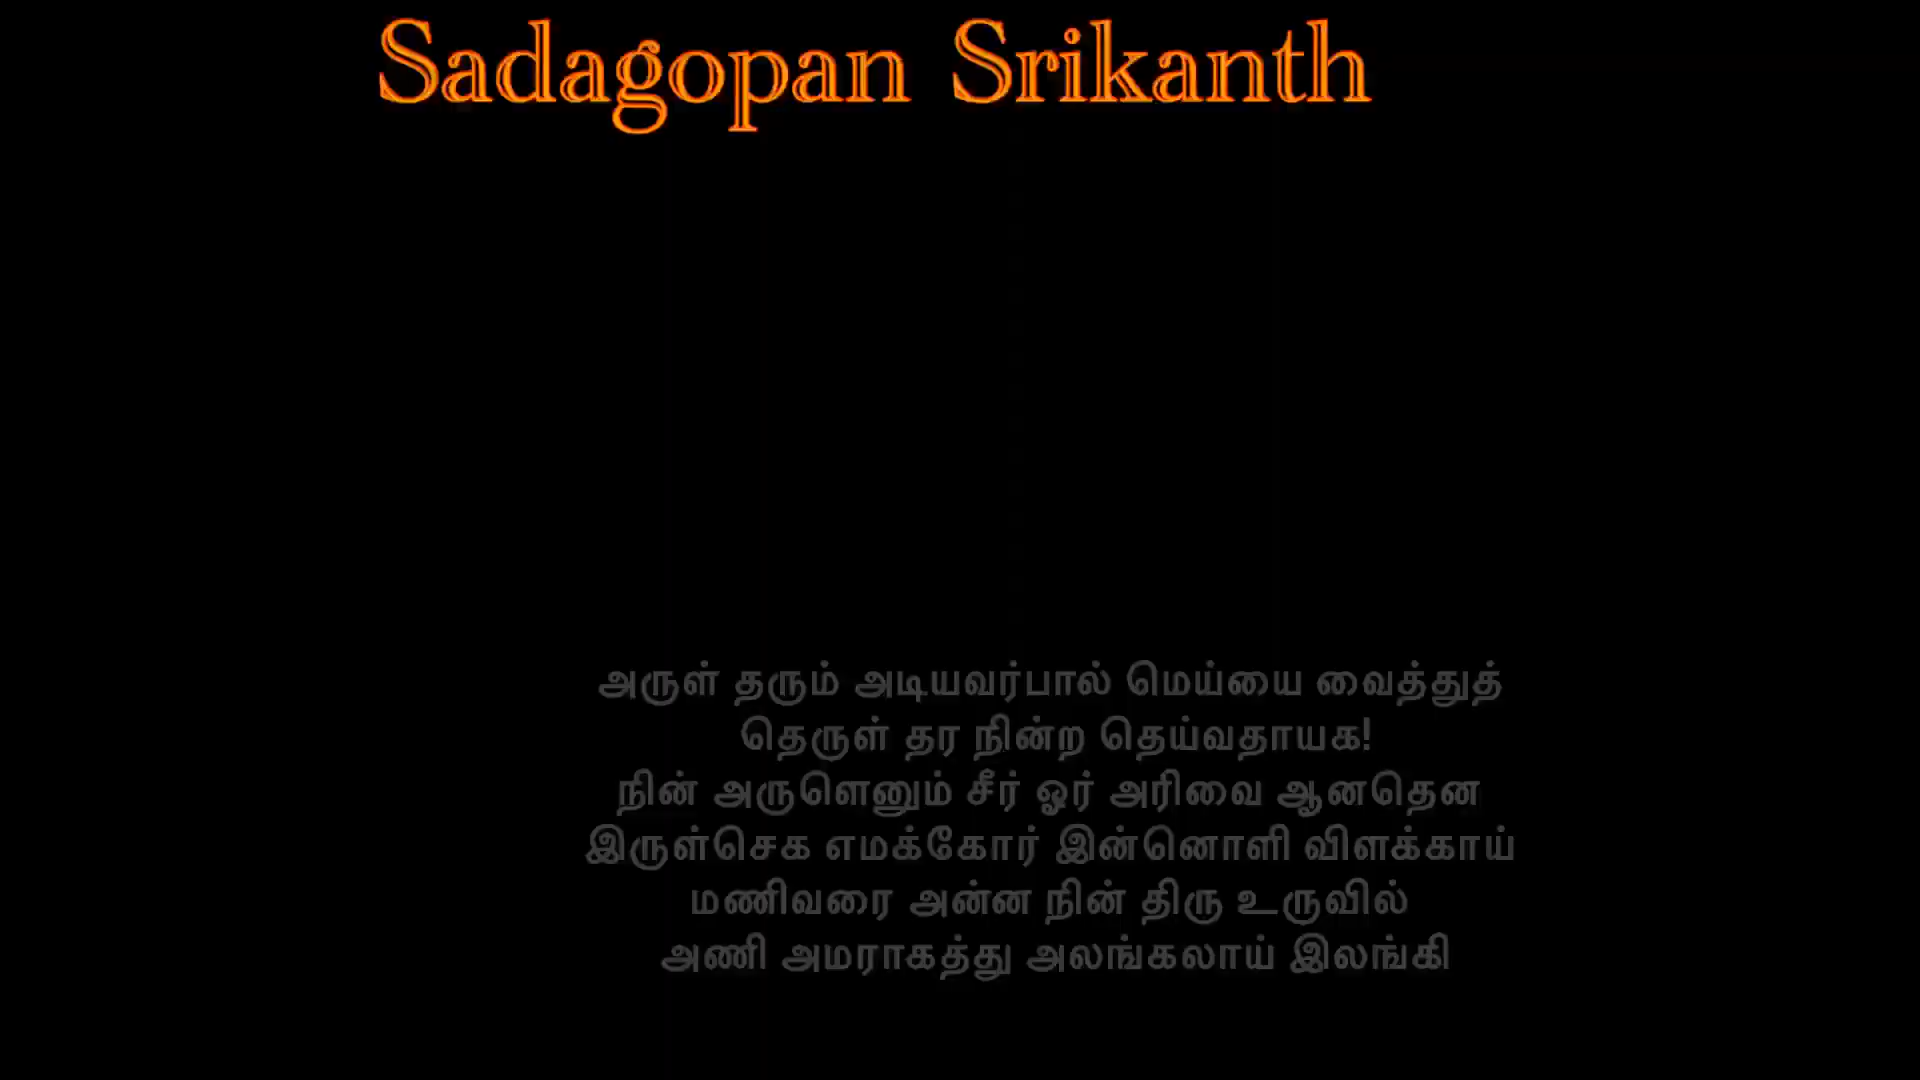 Sadagopan Srikanth
அருள் தரும் அடியவர்பால் மெய்யை வைத்துத்
தெருள் தர நின்ற தெய்வதாயக!
நின் அருளெனும் சீர் ஓர் அரிவை ஆனதென
இருள்செக எமக்கோர் இன்னொளி விளக்காய்
மணிவரை அன்ன நின் திரு உருவில்
அணி அமராகத்து அலங்கலாய் இலங்கி